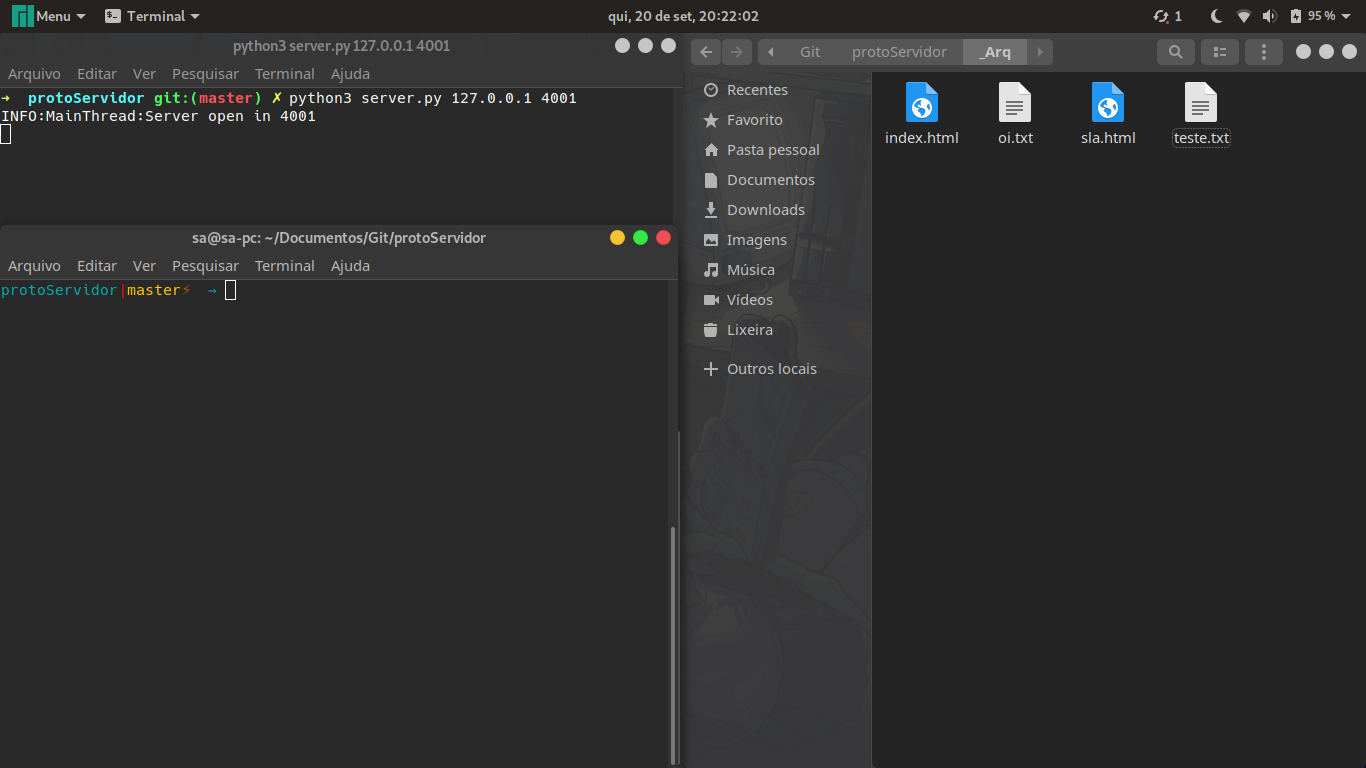 Menu Terminal qui, 20 de set, 20:22:02 1 95 %
python3 server.py 127.0.0.1 4001
Arquivo Editar Ver Pesquisar Terminal Ajuda
➜ protoServidor git:(master) ✗ python3 server.py 127.0.0.1 4001
INFO:MainThread:Server open in 4001
sa@sa-pc: ~/Documentos/Git/protoServidor
Arquivo Editar Ver Pesquisar Terminal Ajuda
protoServidor|master⚡ →
Git protoServidor _Arq
Recentes
Favorito
Pasta pessoal
Documentos
Downloads
Imagens
Música
Vídeos
Lixeira
Outros locais
index.html oi.txt sla.html teste.txt